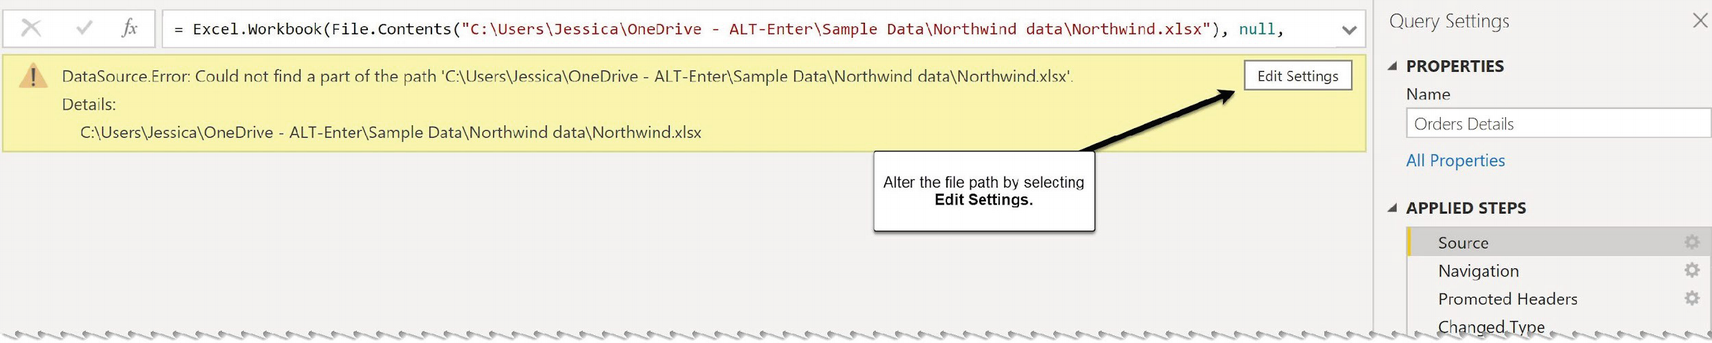 fx
= Excel.Workbook(File.Contents("C:\Users\Jessica\OneDrive - ALT-Enter\Sample Data\Northwind data\Northwind.xlsx"), null,
DataSource.Error: Could not find a part of the path 'C:\Users\Jessica\OneDrive - ALT-Enter\Sample Data\Northwind data\Northwind.xlsx'.
Edit Settings
Details:
C:\Users\Jessica\OneDrive - ALT-Enter\Sample Data\Northwind data\Northwind.xlsx
Alter the file path by selecting
Edit Settings.
Query Settings
PROPERTIES
Name
Orders Details
All Properties
APPLIED STEPS
Source
Navigation
Promoted Headers
Changed Type